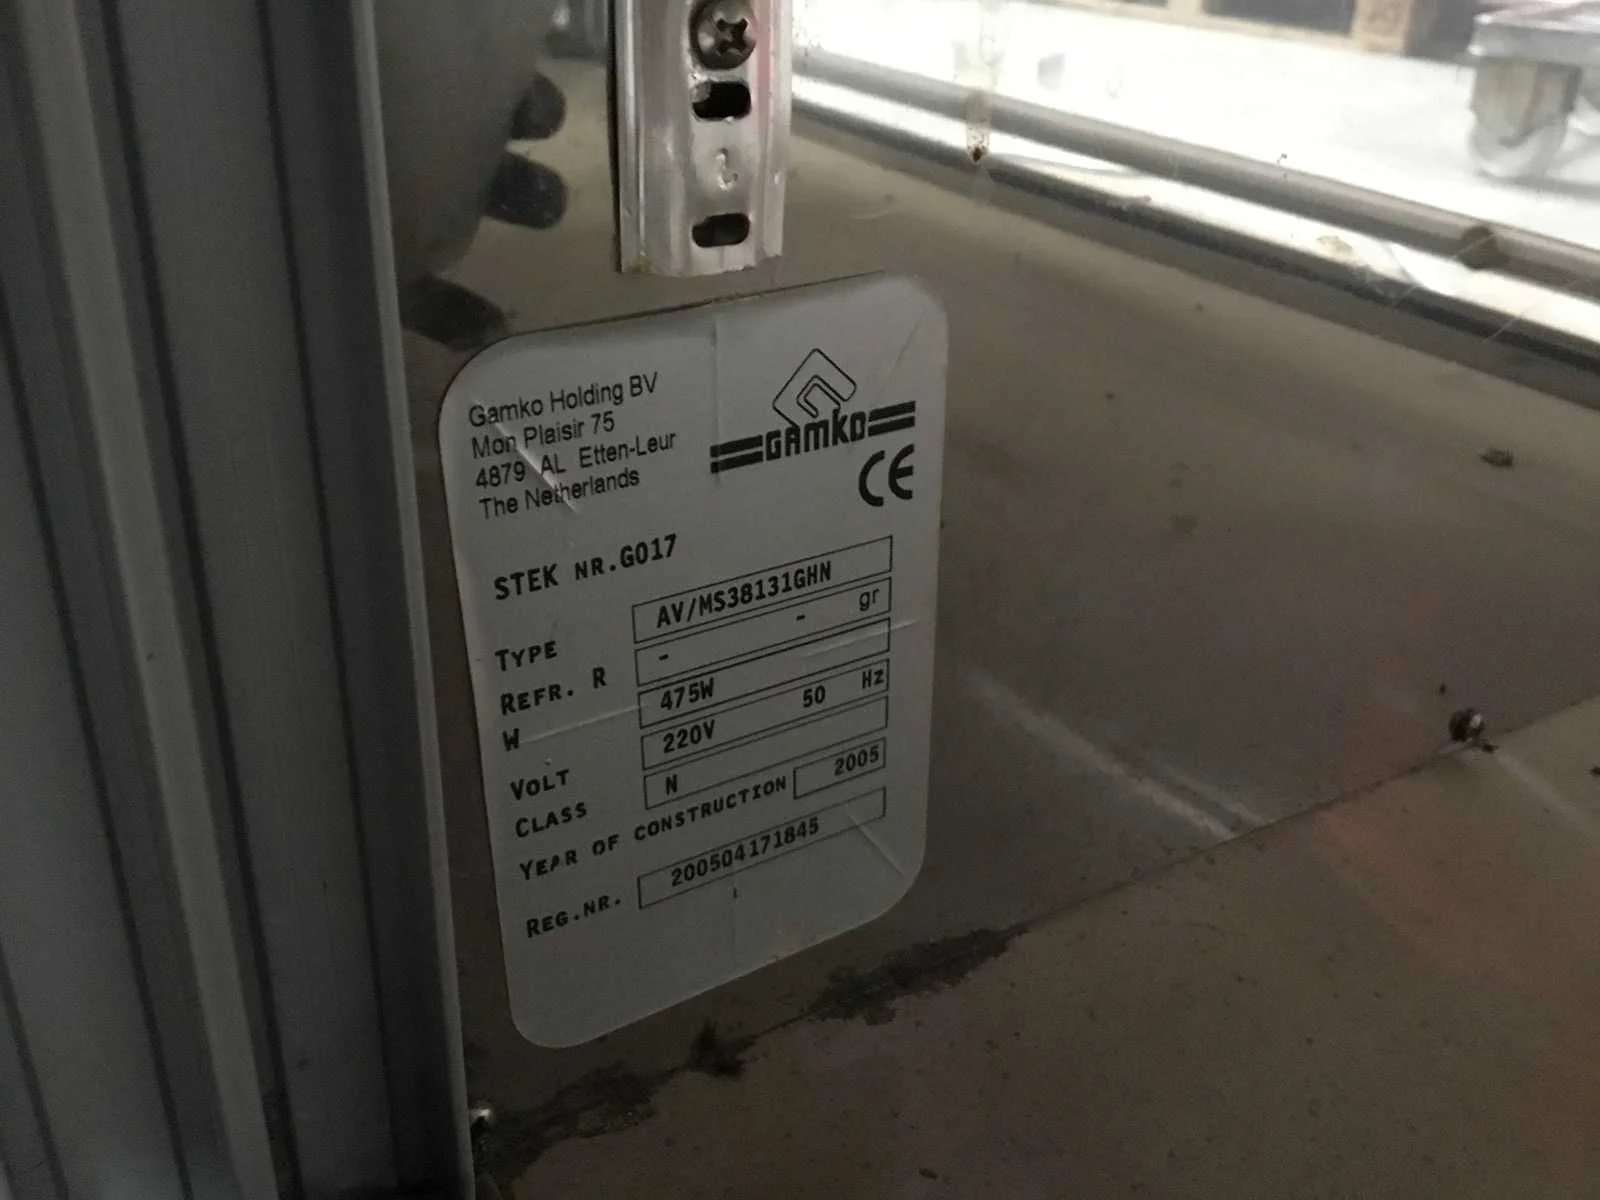 Gamko Holding BV
Mon Plaisir 75
4879 AL Etten-Leur
The Netherlands
GAMKO
CE
STEK NR.G017
TYPE AV/MS38131GHN
REFR. R - - gr
W 475W
VOLT 220V 50 Hz
CLASS N
YEAR OF CONSTRUCTION 2005
REG.NR. 200504171845